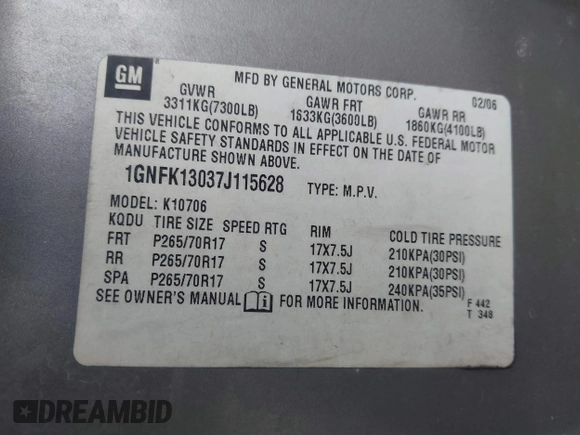 GM
®
MFD BY GENERAL MOTORS CORP. 02/06
GVWR GAWR FRT GAWR RR
3311KG(7300LB) 1633KG(3600LB) 1860KG(4100LB)
THIS VEHICLE CONFORMS TO ALL APPLICABLE U.S. FEDERAL MOTOR
VEHICLE SAFETY STANDARDS IN EFFECT ON THE DATE OF
MANUFACTURE SHOWN ABOVE.
1GNFK13037J115628 TYPE: M.P.V.
MODEL: K10706
KQDU TIRE SIZE SPEED RTG RIM COLD TIRE PRESSURE
FRT P265/70R17 S 17X7.5J 210KPA(30PSI)
RR P265/70R17 S 17X7.5J 210KPA(30PSI)
SPA P265/70R17 S 17X7.5J 240KPA(35PSI)
SEE OWNER'S MANUAL i FOR MORE INFORMATION.
F 442
T 348
DREAMBID